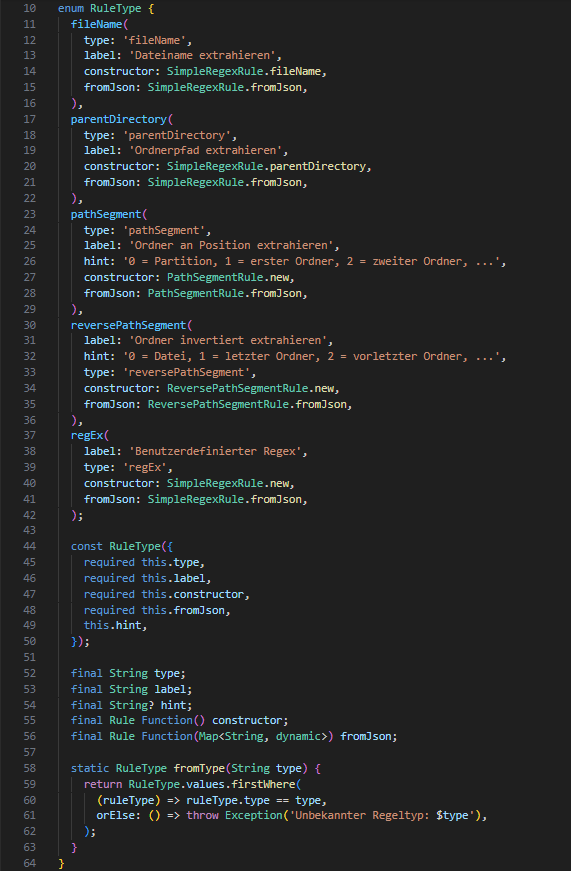 10 enum RuleType {
11   fileName(
12     type: 'fileName',
13     label: 'Dateiname extrahieren',
14     constructor: SimpleRegexRule.fileName,
15     fromJson: SimpleRegexRule.fromJson,
16   ),
17   parentDirectory(
18     type: 'parentDirectory',
19     label: 'Ordnerpfad extrahieren',
20     constructor: SimpleRegexRule.parentDirectory,
21     fromJson: SimpleRegexRule.fromJson,
22   ),
23   pathSegment(
24     type: 'pathSegment',
25     label: 'Ordner an Position extrahieren',
26     hint: '0 = Partition, 1 = erster Ordner, 2 = zweiter Ordner, ...',
27     constructor: PathSegmentRule.new,
28     fromJson: PathSegmentRule.fromJson,
29   ),
30   reversePathSegment(
31     label: 'Ordner invertiert extrahieren',
32     hint: '0 = Datei, 1 = letzter Ordner, 2 = vorletzter Ordner, ...',
33     type: 'reversePathSegment',
34     constructor: ReversePathSegmentRule.new,
35     fromJson: ReversePathSegmentRule.fromJson,
36   ),
37   regEx(
38     label: 'Benutzerdefinierter Regex',
39     type: 'regEx',
40     constructor: SimpleRegexRule.new,
41     fromJson: SimpleRegexRule.fromJson,
42   );
43
44   const RuleType({
45     required this.type,
46     required this.label,
47     required this.constructor,
48     required this.fromJson,
49     this.hint,
50   });
51
52   final String type;
53   final String label;
54   final String? hint;
55   final Rule Function() constructor;
56   final Rule Function(Map<String, dynamic>) fromJson;
57
58   static RuleType fromType(String type) {
59     return RuleType.values.firstWhere(
60       (ruleType) => ruleType.type == type,
61       orElse: () => throw Exception('Unbekannter Regeltyp: $type'),
62     );
63   }
64 }